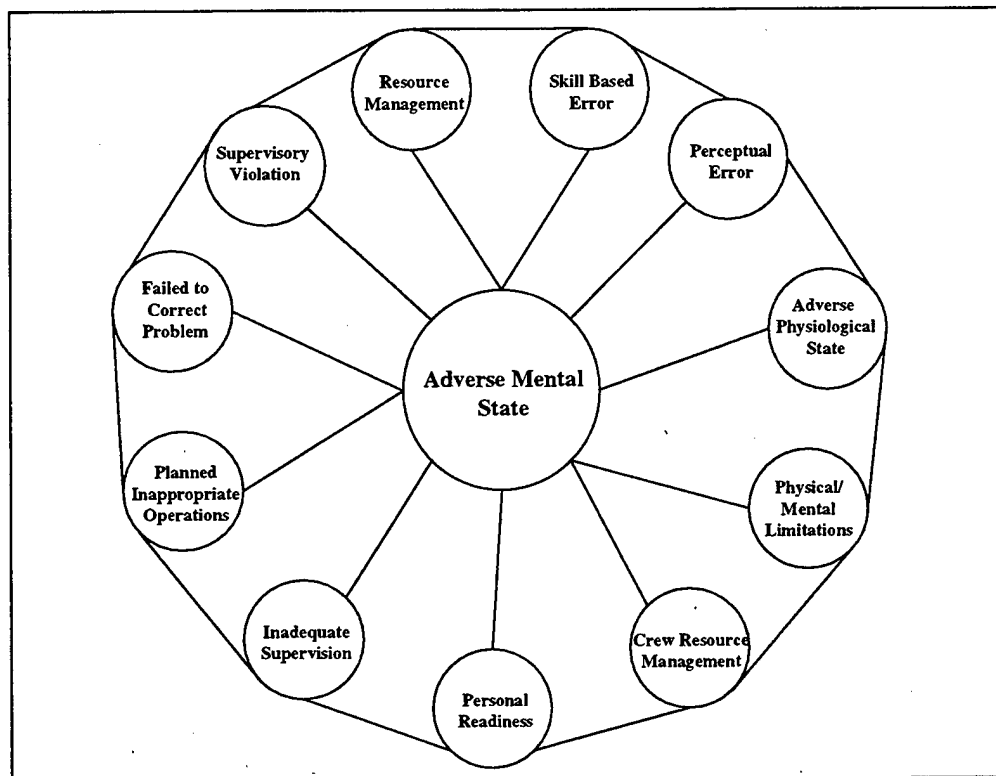 Resource
Management
Skill Based
Error
Perceptual
Error
Adverse
Physiological
State
Physical/
Mental
Limitations
Crew Resource
Management
Personal
Readiness
Inadequate
Supervision
Planned
Inappropriate
Operations
Failed to
Correct
Problem
Supervisory
Violation
Adverse Mental
State